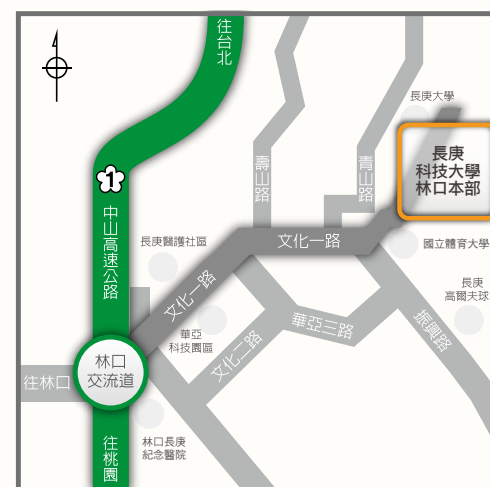 往台北
長庚大學
長庚
科技大學
林口本部
1
壽山路
青山路
中山高速公路
長庚醫護社區
文化一路
國立體育大學
文化一路
長庚
高爾夫球
華亞
科技園區
華亞三路
振興路
文化二路
林口
交流道
往林口
往桃園
林口長庚
紀念醫院